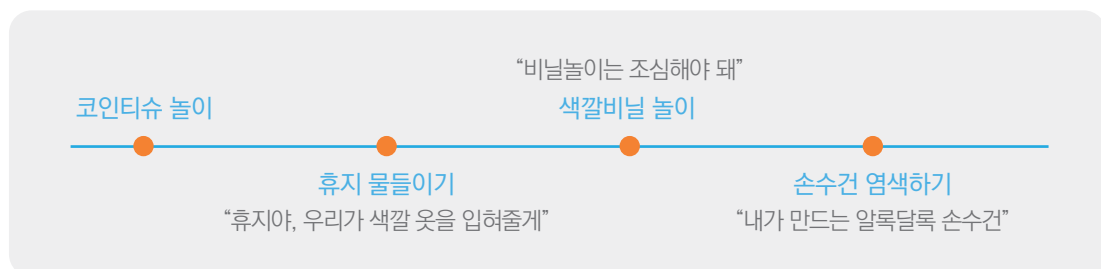 “비닐놀이는 조심해야 돼”
코인티슈 놀이
색깔비닐 놀이
휴지 물들이기
손수건 염색하기
“휴지야, 우리가 색깔 옷을 입혀줄게”
“내가 만드는 알록달록 손수건”